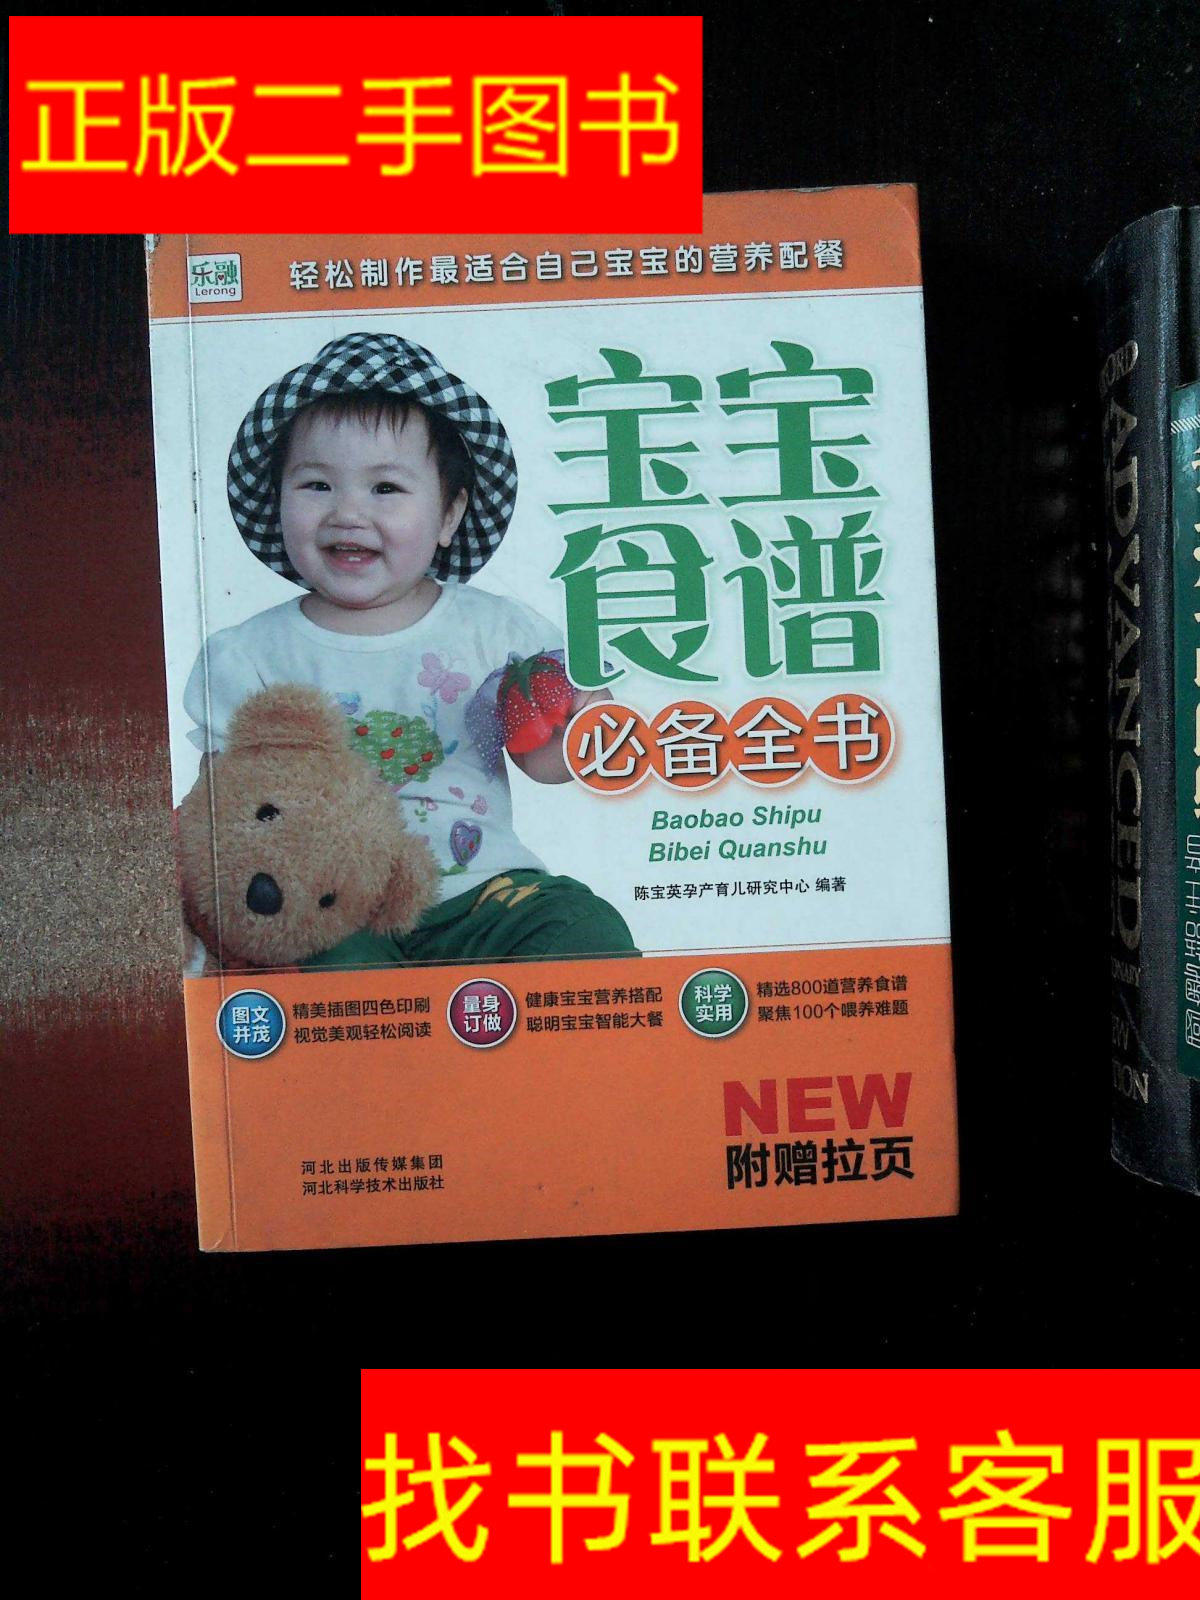 正版二手图书
乐融
Lerong
轻松制作最适合自己宝宝的营养配餐
宝宝
食谱
必备全书
Baobao Shipu
Bibei Quanshu
陈宝英孕产育儿研究中心 编著
图文
并茂
精美插图四色印刷
视觉美观轻松阅读
量身
订做
健康宝宝营养搭配
聪明宝宝智能大餐
科学
实用
精选800道营养食谱
聚焦100个喂养难题
NEW
附赠拉页
河北出版传媒集团
河北科学技术出版社
ADVANCED
找书联系客服